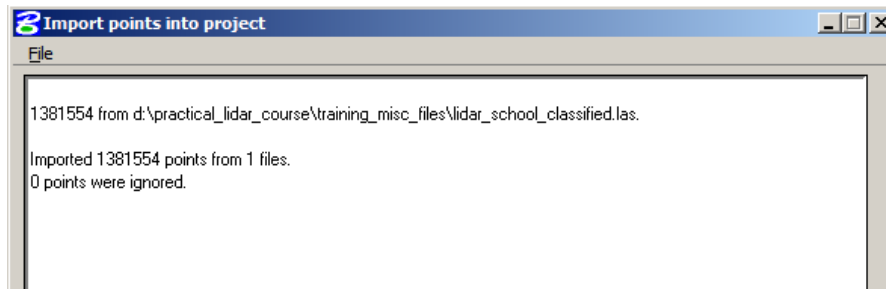 Import points into project
File
1381554 from d:\practical_lidar_course\training_misc_files\lidar_school_classified.las.
Imported 1381554 points from 1 files.
0 points were ignored.